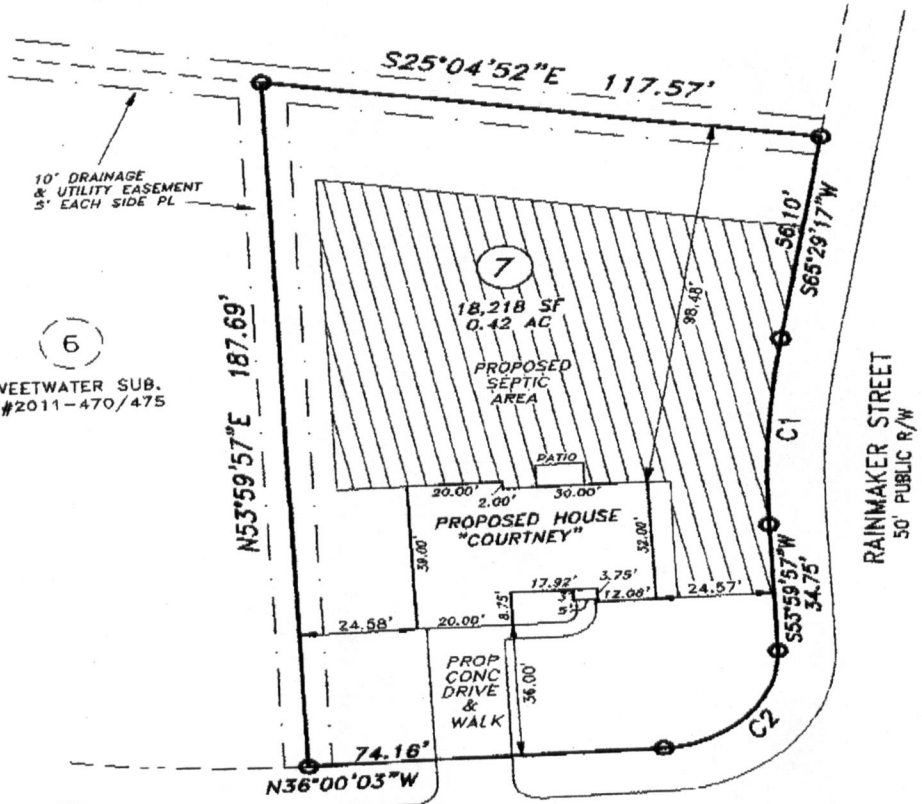 S25°04'52"E 117.57'
10' DRAINAGE
& UTILITY EASEMENT
5' EACH SIDE PL
56.10'
S65°29'17"W
7
18,218 SF
0.42 AC
98.48'
N53°59'57"E 187.69'
6
WEETWATER SUB.
#2011-470/475
PROPOSED
SEPTIC
AREA
C1
RAINMAKER STREET
50' PUBLIC R/W
PATIO
20.00'
2.00'
30.00'
PROPOSED HOUSE
"COURTNEY"
39.00'
32.00'
S53°59'57"W
34.75'
17.92'
3.75'
3'
12.08'
24.57'
8.75'
5'
24.58'
20.00'
PROP
CONC
DRIVE
&
WALK
36.00'
C2
74.16'
N36°00'03"W